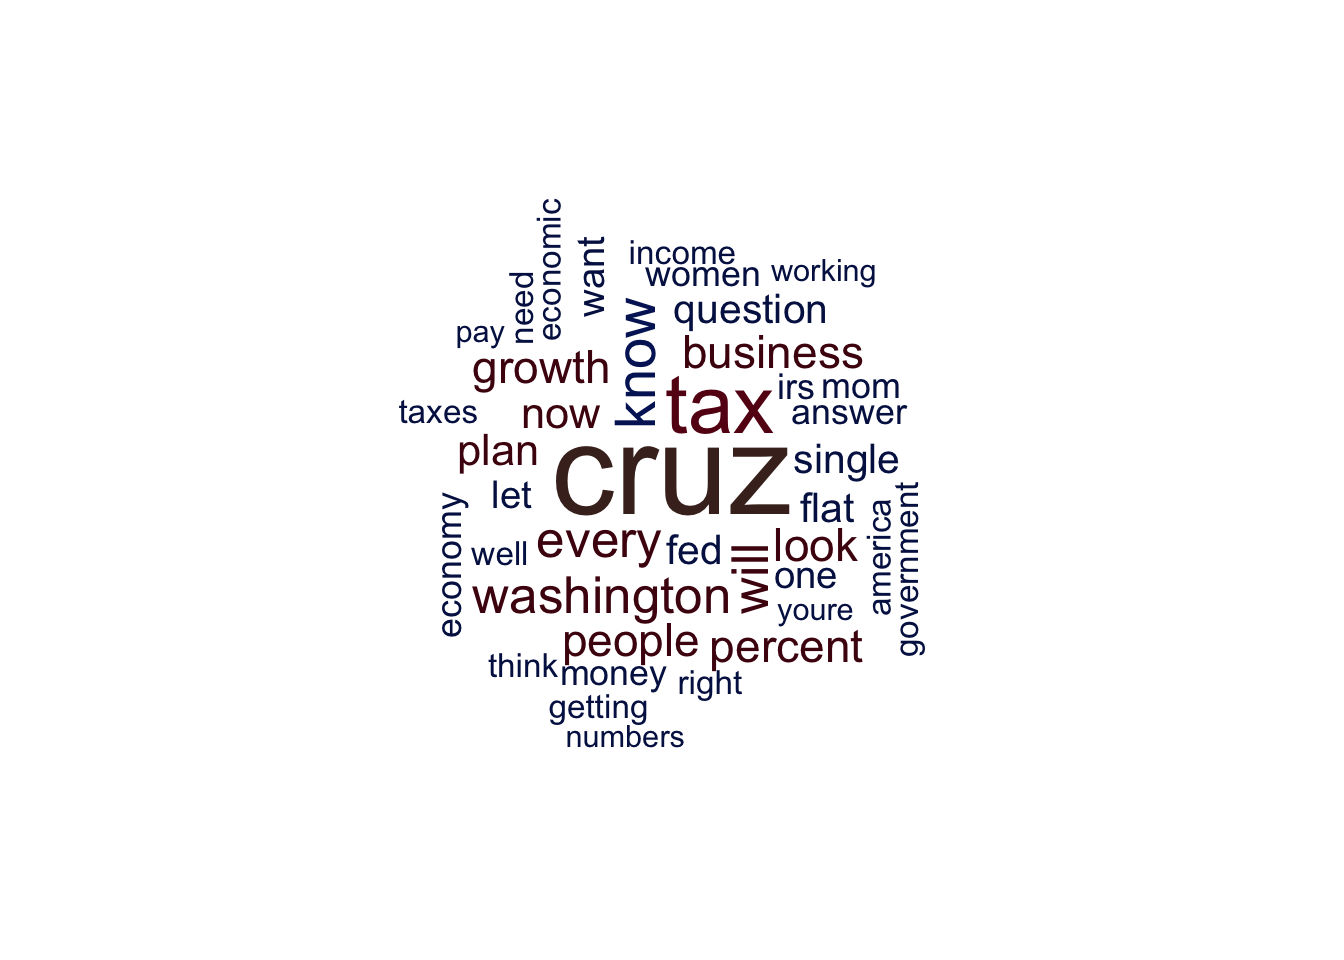 economic
want
income
women
working
need
know
question
pay
business
growth
tax
irs
mom
taxes
now
answer
plan
cruz
single
let
flat
america
government
economy
well
every
fed
will
look
one
washington
youre
people
percent
think
money
right
getting
numbers